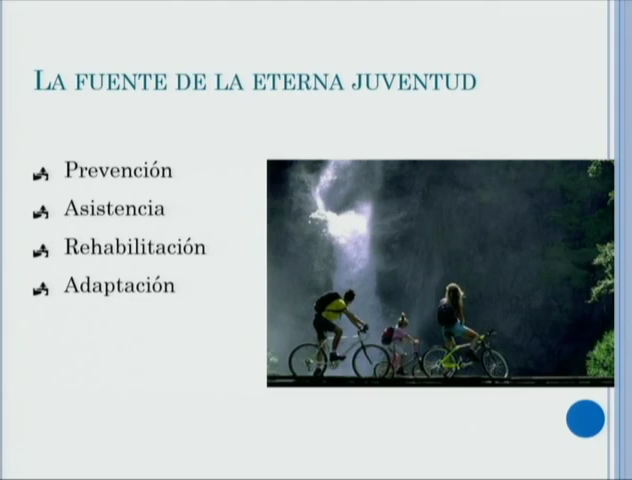 La fuente de la eterna juventud
Prevención
Asistencia
Rehabilitación
Adaptación